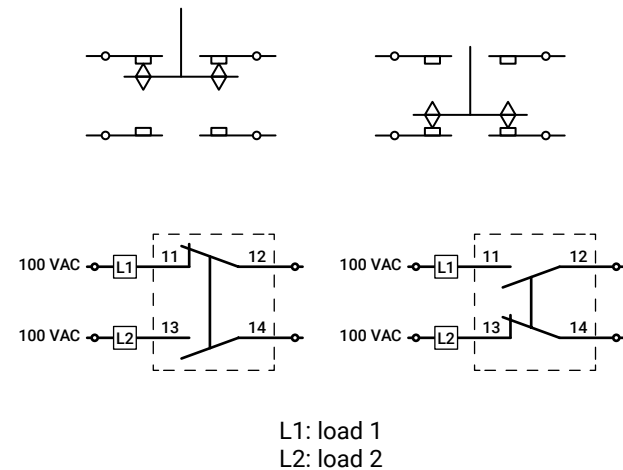 11 12 11 12
100 VAC L1 100 VAC L1
13 14 13 14
100 VAC L2 100 VAC L2
L1: load 1
L2: load 2